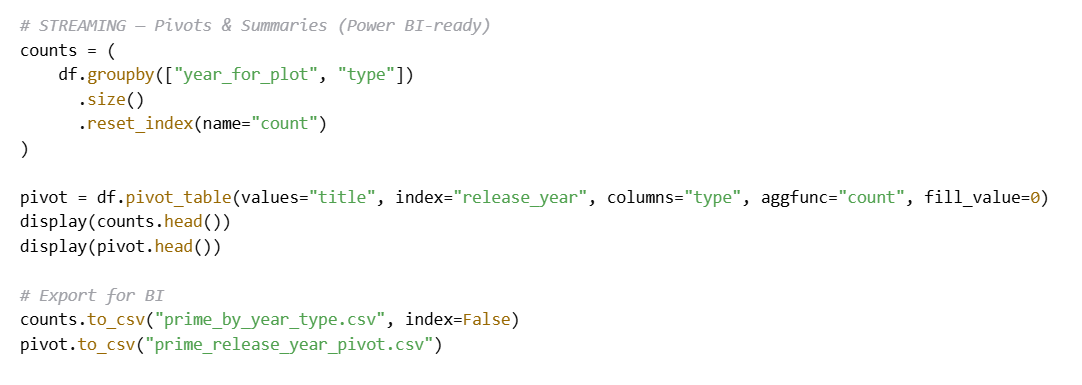 # STREAMING — Pivots & Summaries (Power BI-ready)
counts = (
    df.groupby(["year_for_plot", "type"])
      .size()
      .reset_index(name="count")
)

pivot = df.pivot_table(values="title", index="release_year", columns="type", aggfunc="count", fill_value=0)
display(counts.head())
display(pivot.head())

# Export for BI
counts.to_csv("prime_by_year_type.csv", index=False)
pivot.to_csv("prime_release_year_pivot.csv")